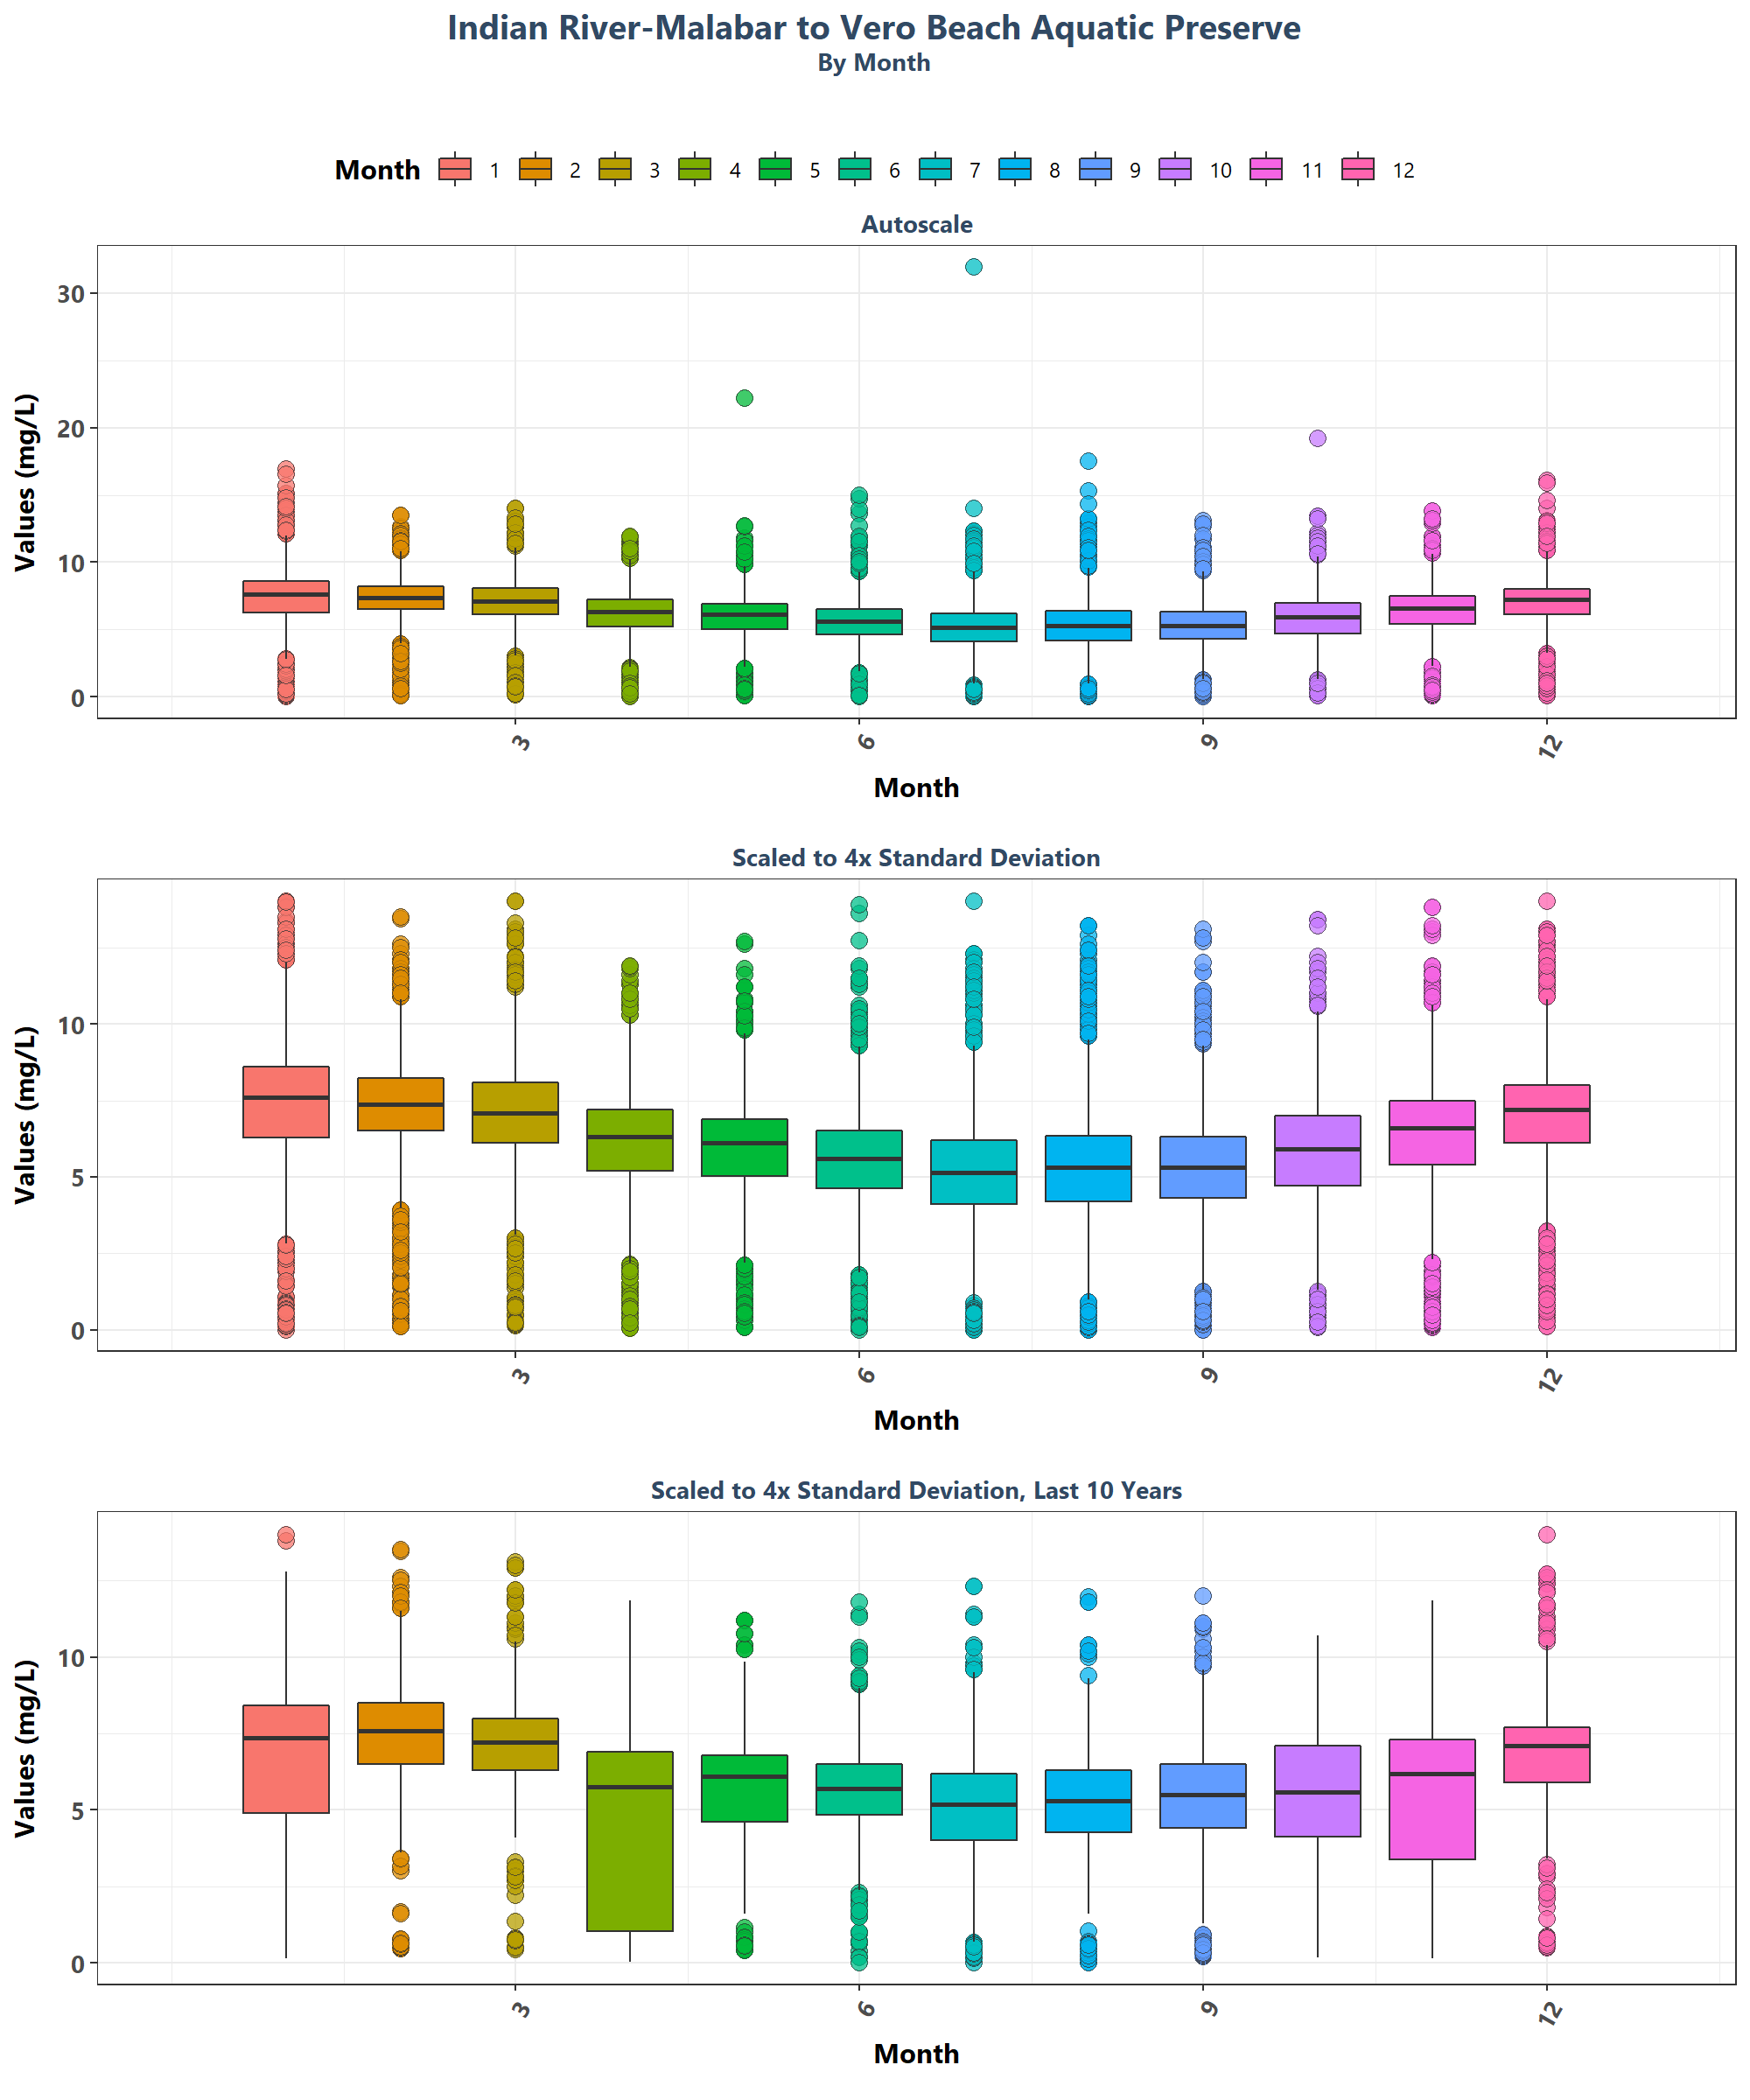 Indian River-Malabar to Vero Beach Aquatic Preserve
By Month
Month 1 2 3 4 5 6 7 8 9 10 11 12
Autoscale
Values (mg/L)
30
20
10
0
3 6 9 12
Month
Scaled to 4x Standard Deviation
Values (mg/L)
10
5
0
3 6 9 12
Month
Scaled to 4x Standard Deviation, Last 10 Years
Values (mg/L)
10
5
0
3 6 9 12
Month